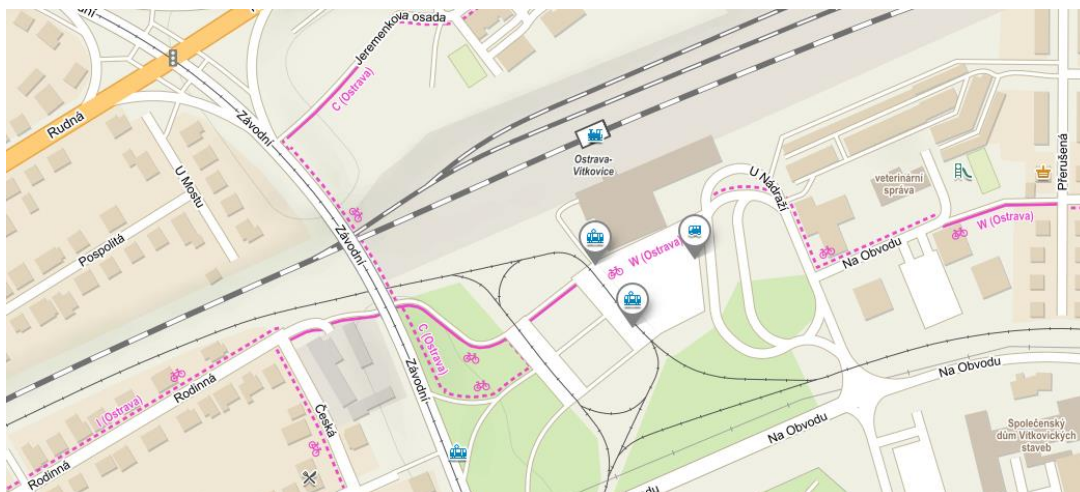 Jeremenkova osada
C (Ostrava)
Rudná
Závodní
U Mostu
Pospolitá
Závodní
Ostrava-
Vítkovice
U Nádraží
veterinární
správa
Přerušená
W (Ostrava)
W (Ostrava)
Na Obvodu
C (Ostrava)
Závodní
I (Ostrava)
Rodinná
Rodinná
Česká
Na Obvodu
Na Obvodu
Společenský
dům Vítkovických
staveb